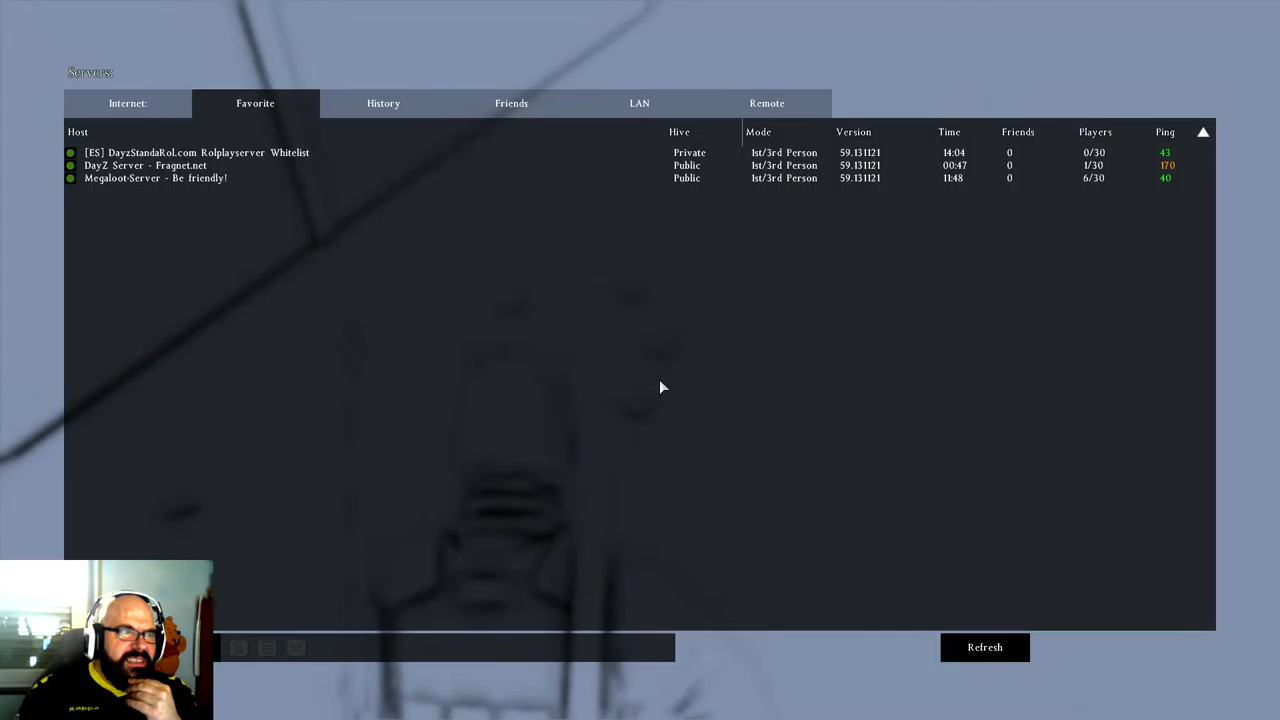 Servers:
Internet: Favorite History Friends LAN Remote
Host Hive Mode Version Time Friends Players Ping
[ES] DayzStandaRol.com Rolplayserver Whitelist Private 1st/3rd Person 59.131121 14:04 0 0/30 43
DayZ Server - Fragnet.net Public 1st/3rd Person 59.131121 00:47 0 1/30 170
Megaloot-Server - Be friendly! Public 1st/3rd Person 59.131121 11:48 0 6/30 40
Refresh
Kappa